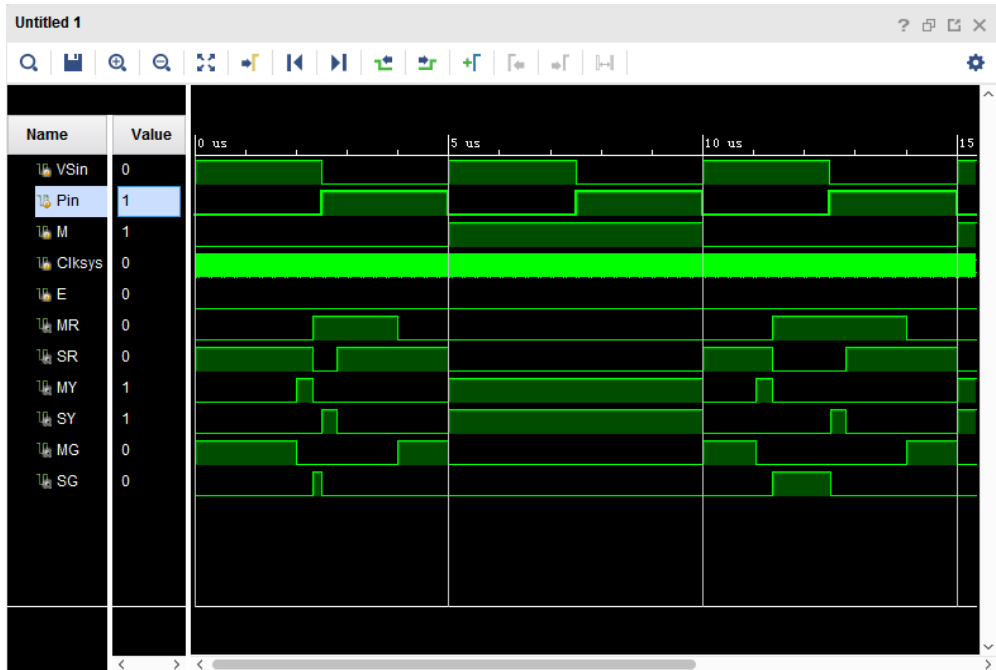 Untitled 1
?
Name Value
0 us 5 us 10 us 15
VSin 0
Pin 1
M 1
Clksys 0
E 0
MR 0
SR 0
MY 1
SY 1
MG 0
SG 0